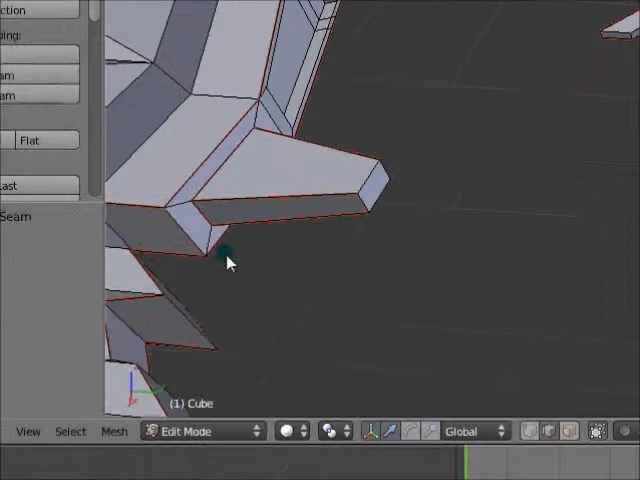 ction
ping:
am
am
Flat
ast
Seam
(1) Cube
View Select Mesh Edit Mode Global